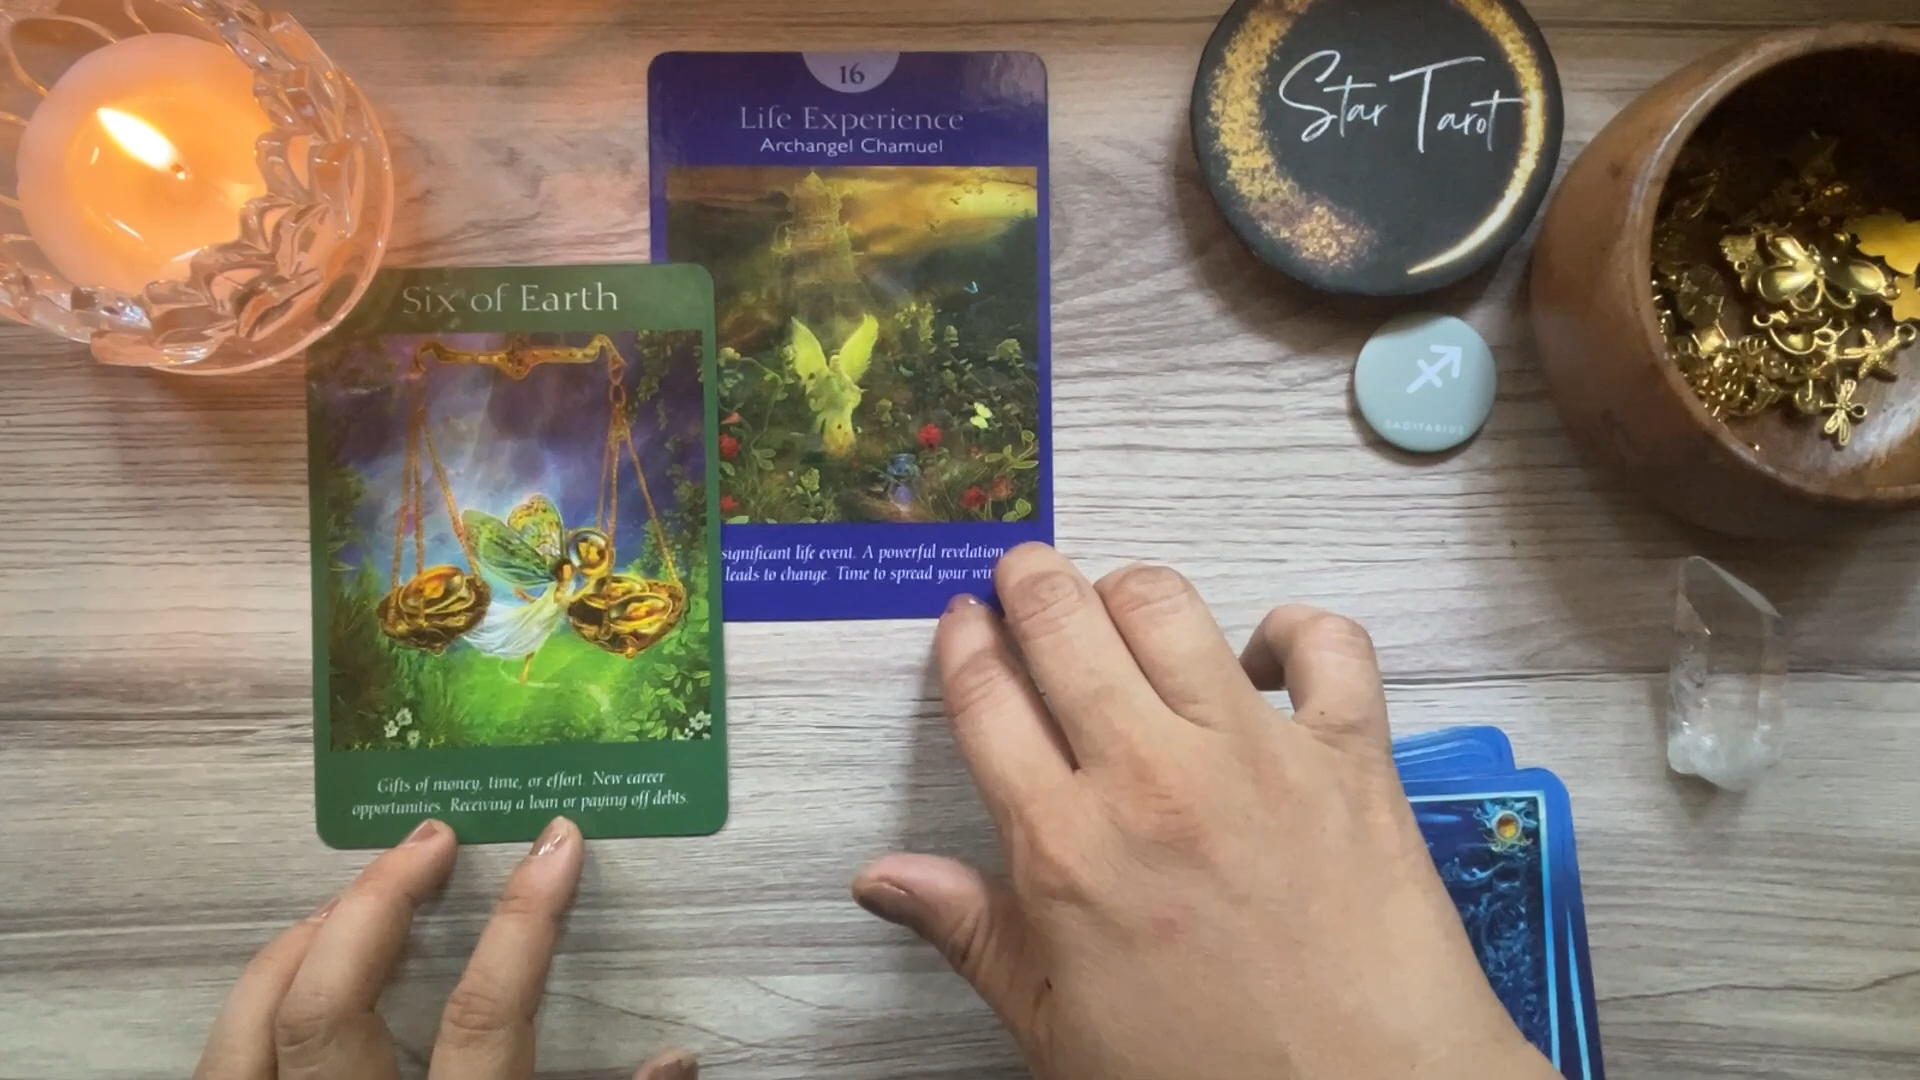 16
Life Experience
Archangel Chamuel
significant life event. A powerful revelation
leads to change. Time to spread your
Six of Earth
Gifts of money, time, or effort. New career
opportunities. Receiving a loan or paying off debts.
Star Tarot
SAGITARIUS